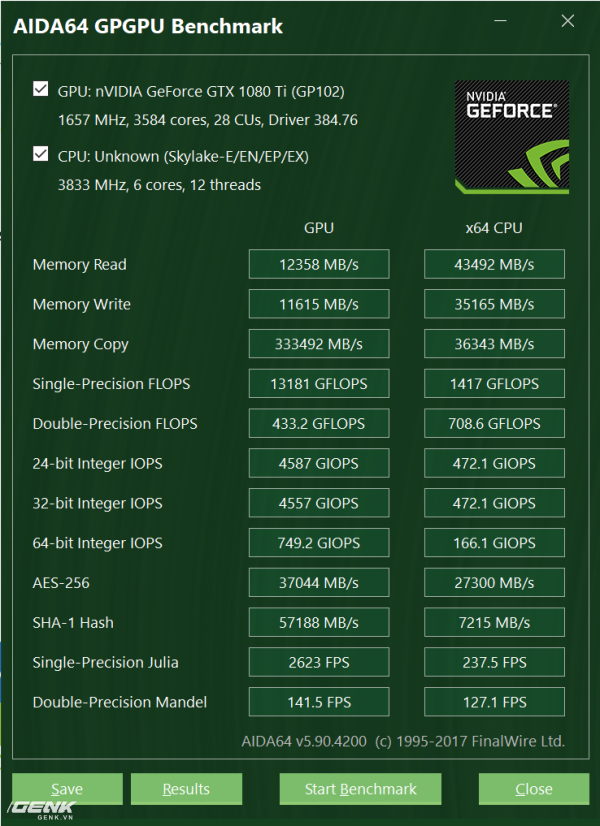 AIDA64 GPGPU Benchmark
GPU: nVIDIA GeForce GTX 1080 Ti (GP102)
1657 MHz, 3584 cores, 28 CUs, Driver 384.76
CPU: Unknown (Skylake-E/EN/EP/EX)
3833 MHz, 6 cores, 12 threads
NVIDIA
GEFORCE
GPU x64 CPU
Memory Read 12358 MB/s 43492 MB/s
Memory Write 11615 MB/s 35165 MB/s
Memory Copy 333492 MB/s 36343 MB/s
Single-Precision FLOPS 13181 GFLOPS 1417 GFLOPS
Double-Precision FLOPS 433.2 GFLOPS 708.6 GFLOPS
24-bit Integer IOPS 4587 GIOPS 472.1 GIOPS
32-bit Integer IOPS 4557 GIOPS 472.1 GIOPS
64-bit Integer IOPS 749.2 GIOPS 166.1 GIOPS
AES-256 37044 MB/s 27300 MB/s
SHA-1 Hash 57188 MB/s 7215 MB/s
Single-Precision Julia 2623 FPS 237.5 FPS
Double-Precision Mandel 141.5 FPS 127.1 FPS
AIDA64 v5.90.4200 (c) 1995-2017 FinalWire Ltd.
Save Results Start Benchmark Close
GENK
GENK.VN